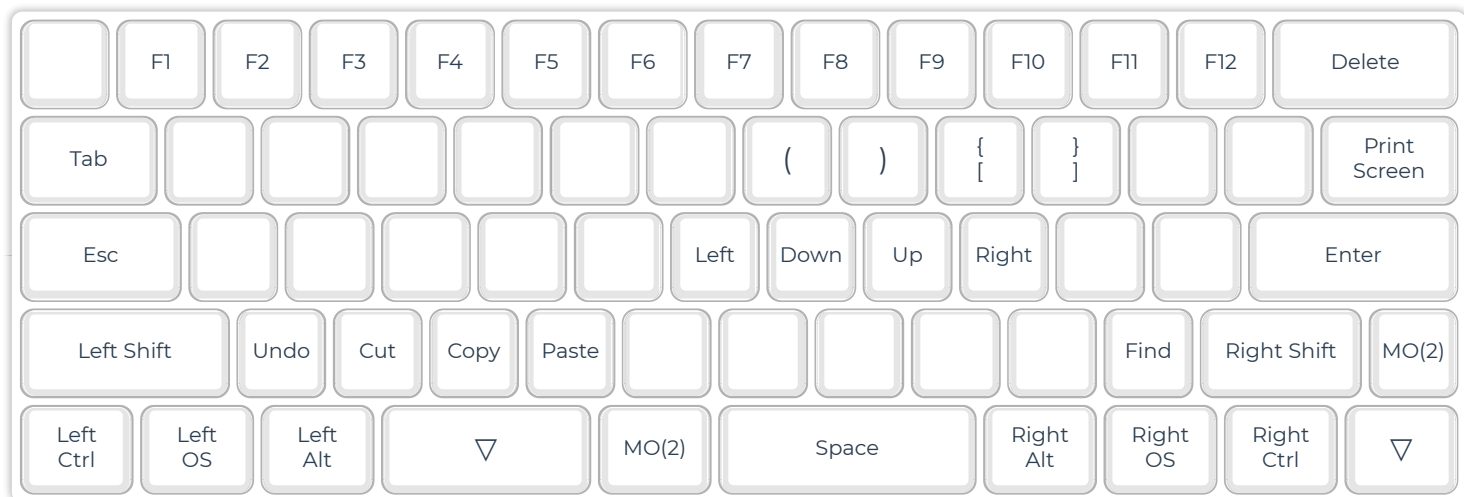 F1 F2 F3 F4 F5 F6 F7 F8 F9 F10 F11 F12 Delete
Tab ( ) { [ } ] Print Screen
Esc Left Down Up Right Enter
Left Shift Undo Cut Copy Paste Find Right Shift MO(2)
Left Ctrl Left OS Left Alt ▽ MO(2) Space Right Alt Right OS Right Ctrl ▽